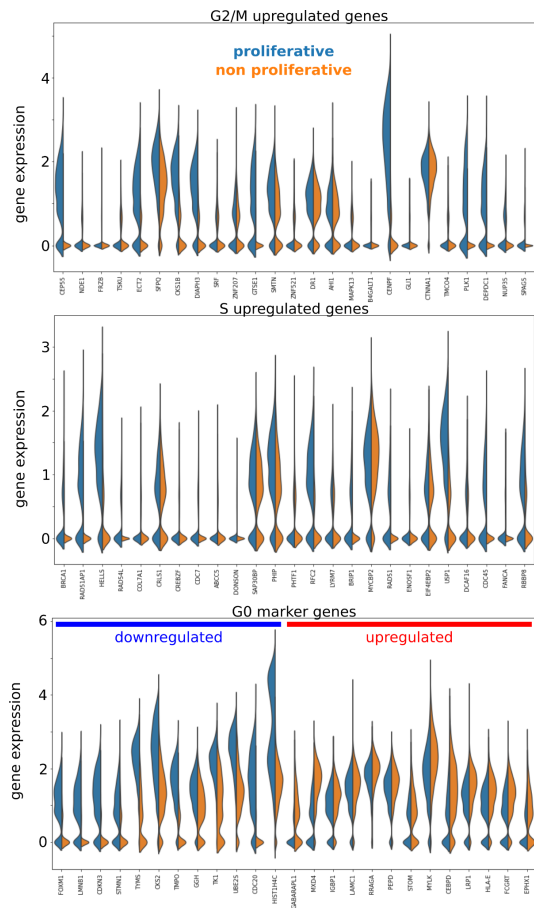 G2/M upregulated genes
proliferative
non proliferative
gene expression
4
2
0
CEP55 NDE1 FRZB TSKU ECT2 SFPQ CKS1B DIAPH3 SRF ZNF207 GTSE1 SMTN ZNF521 DR1 AHI1 MAPK13 B4GALT1 CENPF GLI1 CTNNA1 TMCO4 PLK1 DEPDC1 NUP35 SPAG5
S upregulated genes
gene expression
3
2
1
0
BRCA1 RAD51AP1 HELLS RAD54L COL7A1 CRLS1 CREBZF CDC7 ABCC5 DONSON SAP30BP PHIP PHTF1 RFC2 LYRM7 BRIP1 MYCBP2 RAD51 ENOSF1 EIF4EBP2 USP1 DCAF16 CDC45 FANCA RBBP8
G0 marker genes
downregulated upregulated
gene expression
6
4
2
0
FOXM1 LMNB1 CDKN3 STMN1 TYMS CKS2 TMPO GGH TK1 UBE2S CDC20 HIST1H4C GABARAPL1 MXD4 IGBP1 LAMC1 RRAGA PEPD STOM MYLK CEBPD LRP1 HLA-E FCGRT EPHX1